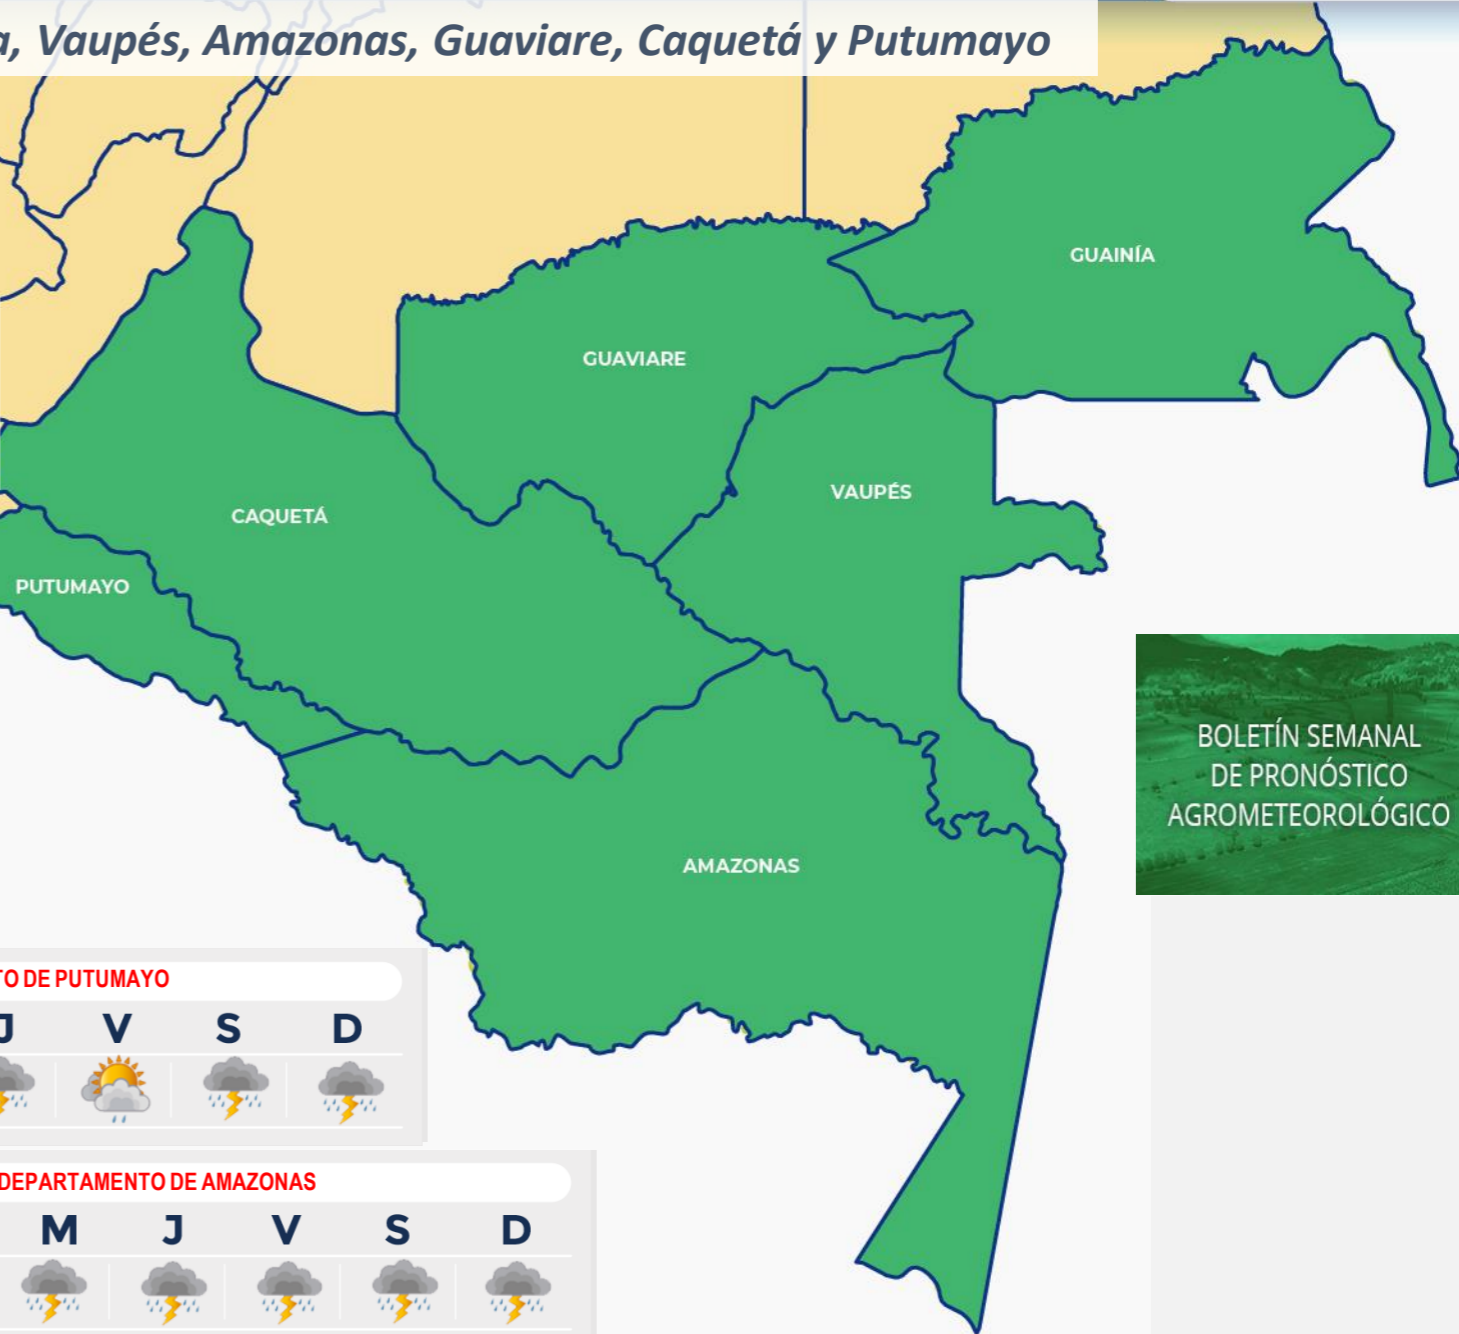 Vaupés, Amazonas, Guaviare, Caquetá y Putumayo
GUAINÍA
GUAVIARE
VAUPÉS
CAQUETÁ
PUTUMAYO
BOLETÍN SEMANAL
DE PRONÓSTICO
AGROMETEOROLÓGICO
AMAZONAS
DE PUTUMAYO
J V S D
DEPARTAMENTO DE AMAZONAS
M J V S D